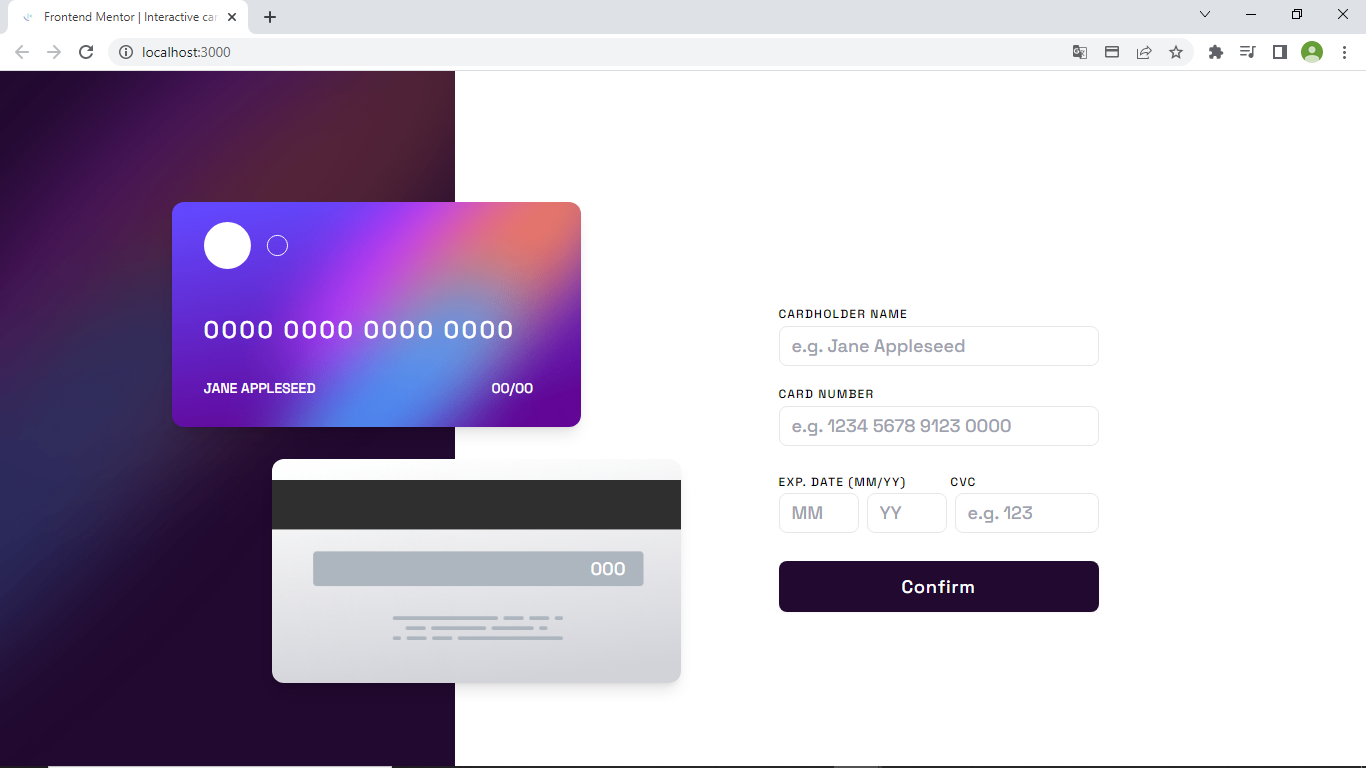 Frontend Mentor | Interactive car
localhost:3000
0000 0000 0000 0000
JANE APPLESEED 00/00
000
CARDHOLDER NAME
e.g. Jane Appleseed
CARD NUMBER
e.g. 1234 5678 9123 0000
EXP. DATE (MM/YY) CVC
MM YY e.g. 123
Confirm